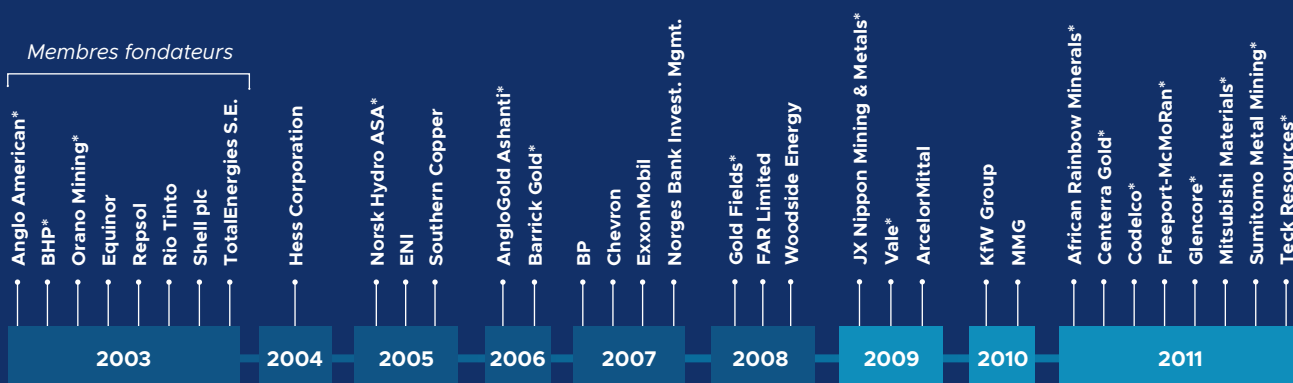 Membres fondateurs
Anglo American*
BHP*
Orano Mining*
Equinor
Repsol
Rio Tinto
Shell plc
TotalEnergies S.E.
2003
Hess Corporation
2004
Norsk Hydro ASA*
ENI
Southern Copper
2005
AngloGold Ashanti*
Barrick Gold*
2006
BP
Chevron
ExxonMobil
Norges Bank Invest. Mgmt.
2007
Gold Fields*
FAR Limited
Woodside Energy
2008
JX Nippon Mining & Metals*
Vale*
ArcelorMittal
2009
KfW Group
MMG
2010
African Rainbow Minerals*
Centerra Gold*
Codelco*
Freeport-McMoRan*
Glencore*
Mitsubishi Materials*
Sumitomo Metal Mining*
Teck Resources*
2011